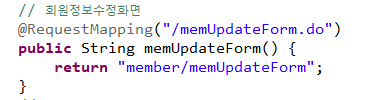 // 회원정보수정화면
@RequestMapping("/memUpdateForm.do")
public String memUpdateForm() {
return "member/memUpdateForm";
}